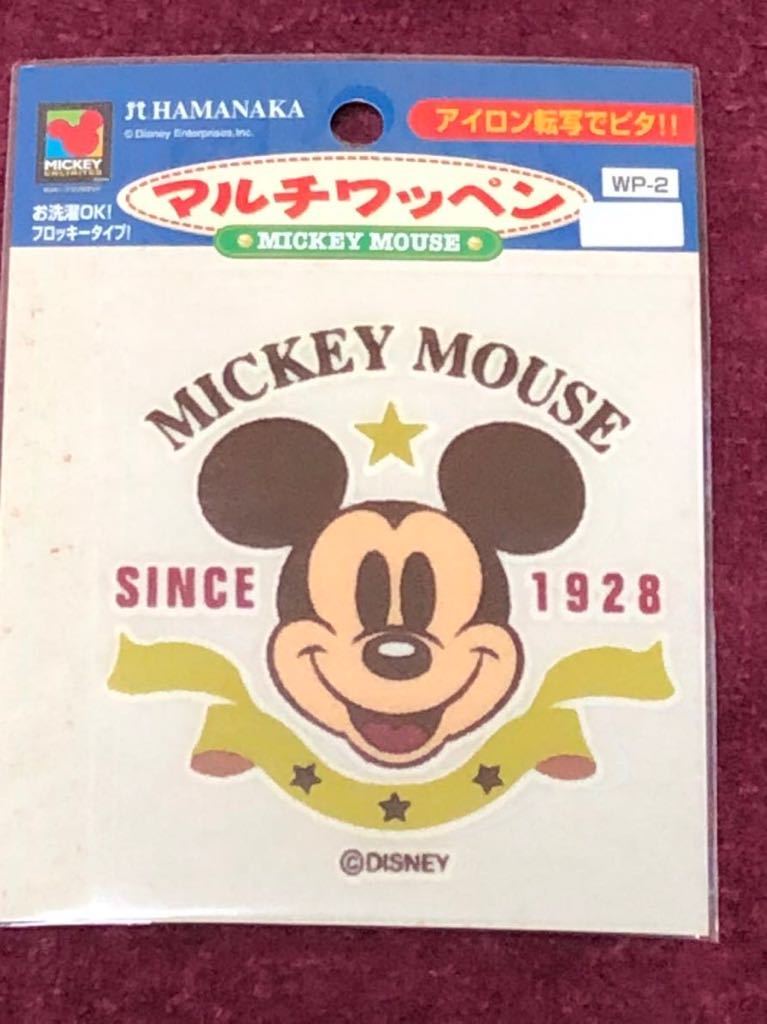 HAMANAKA
© Disney Enterprises, Inc.
アイロン転写でピタ!!
MICKEY
UNLIMITED
マルチワッペン
WP-2
お洗濯OK!
フロッキータイプ!
MICKEY MOUSE
MICKEY MOUSE
SINCE 1928
©DISNEY